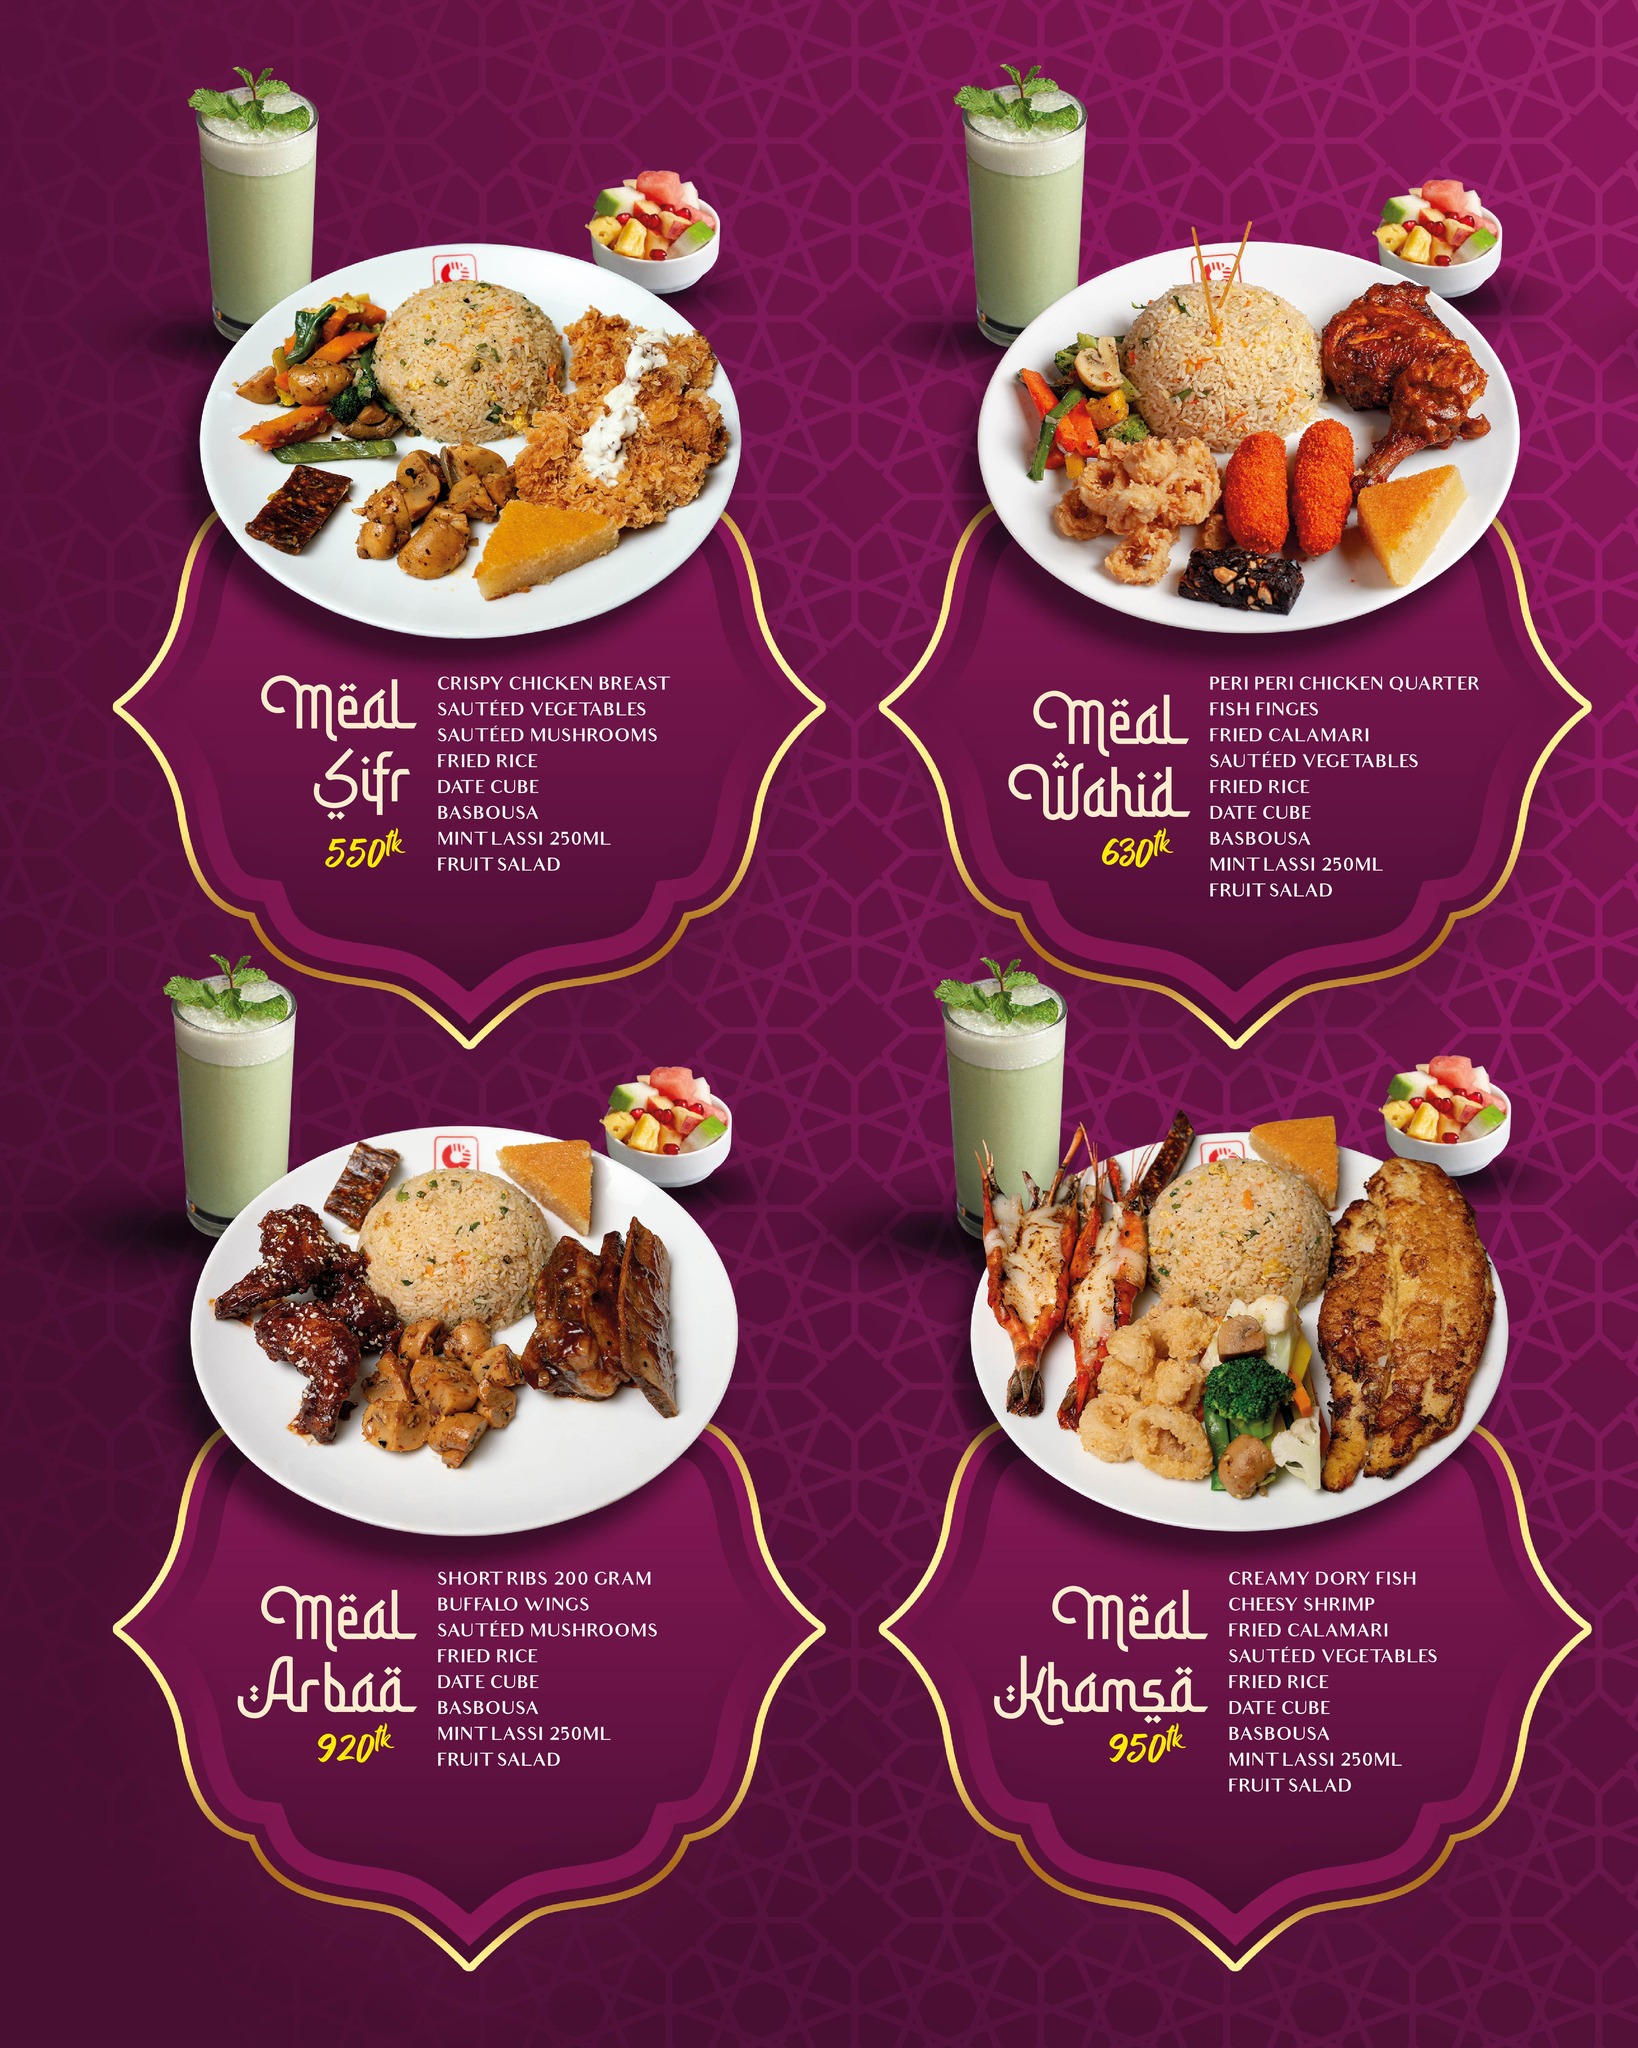 Mëal
Sifr
550tk
CRISPY CHICKEN BREAST
SAUTÉED VEGETABLES
SAUTÉED MUSHROOMS
FRIED RICE
DATE CUBE
BASBOUSA
MINT LASSI 250ML
FRUIT SALAD
Mëal
Wahid
630tk
PERI PERI CHICKEN QUARTER
FISH FINGES
FRIED CALAMARI
SAUTÉED VEGETABLES
FRIED RICE
DATE CUBE
BASBOUSA
MINT LASSI 250ML
FRUIT SALAD
Mëal
Arbaä
920tk
SHORT RIBS 200 GRAM
BUFFALO WINGS
SAUTÉED MUSHROOMS
FRIED RICE
DATE CUBE
BASBOUSA
MINT LASSI 250ML
FRUIT SALAD
Mëal
Khamsä
950tk
CREAMY DORY FISH
CHEESY SHRIMP
FRIED CALAMARI
SAUTÉED VEGETABLES
FRIED RICE
DATE CUBE
BASBOUSA
MINT LASSI 250ML
FRUIT SALAD